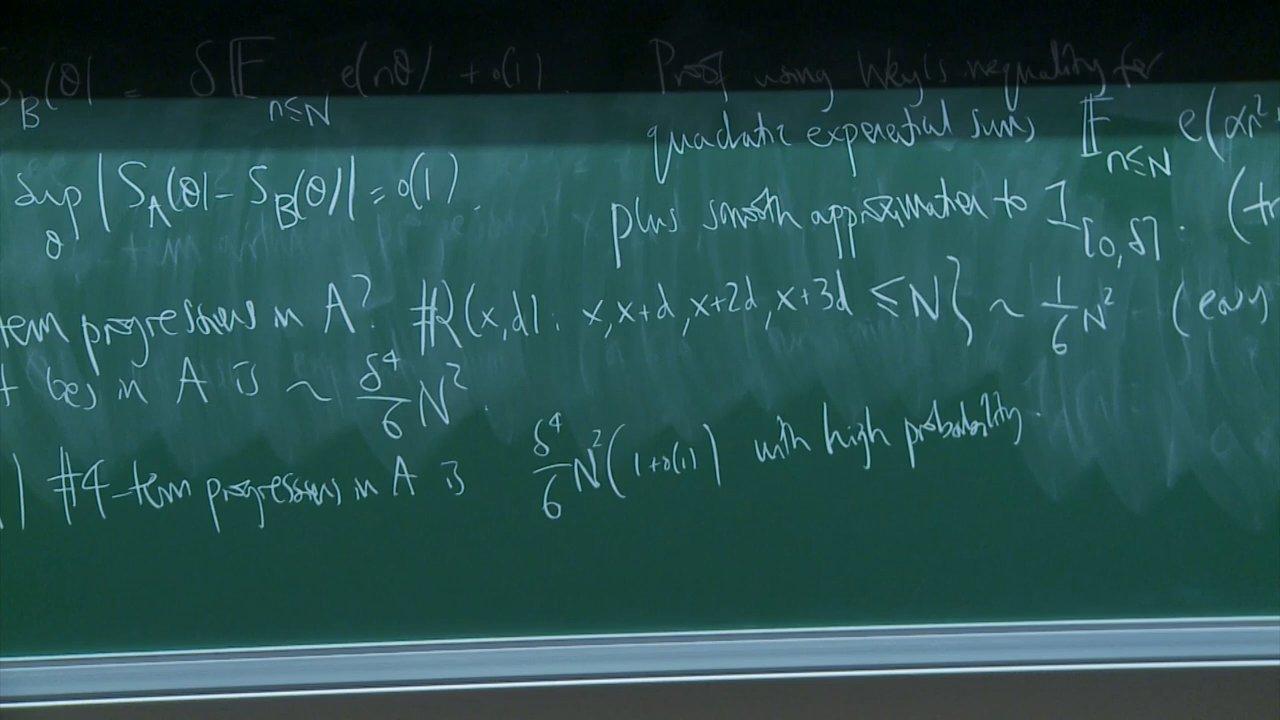 S_B(θ) = δ 𝔼_{n≤N} e(nθ) + o(1). Proof using Weyl's inequality for
quadratic exponential sums 𝔼_{n≤N} e(αn²
sup_θ |S_A(θ) - S_B(θ)| = o(1).
plus smooth approximation to 1_{[0,δ]}. (tr
term progressions in A? #{(x,d) : x, x+d, x+2d, x+3d ≤ N} ~ 1/6 N² (easy
lies in A is ~ δ⁴/6 N².
) #4-term progressions in A is δ⁴/6 N² (1+o(1)) with high probability.